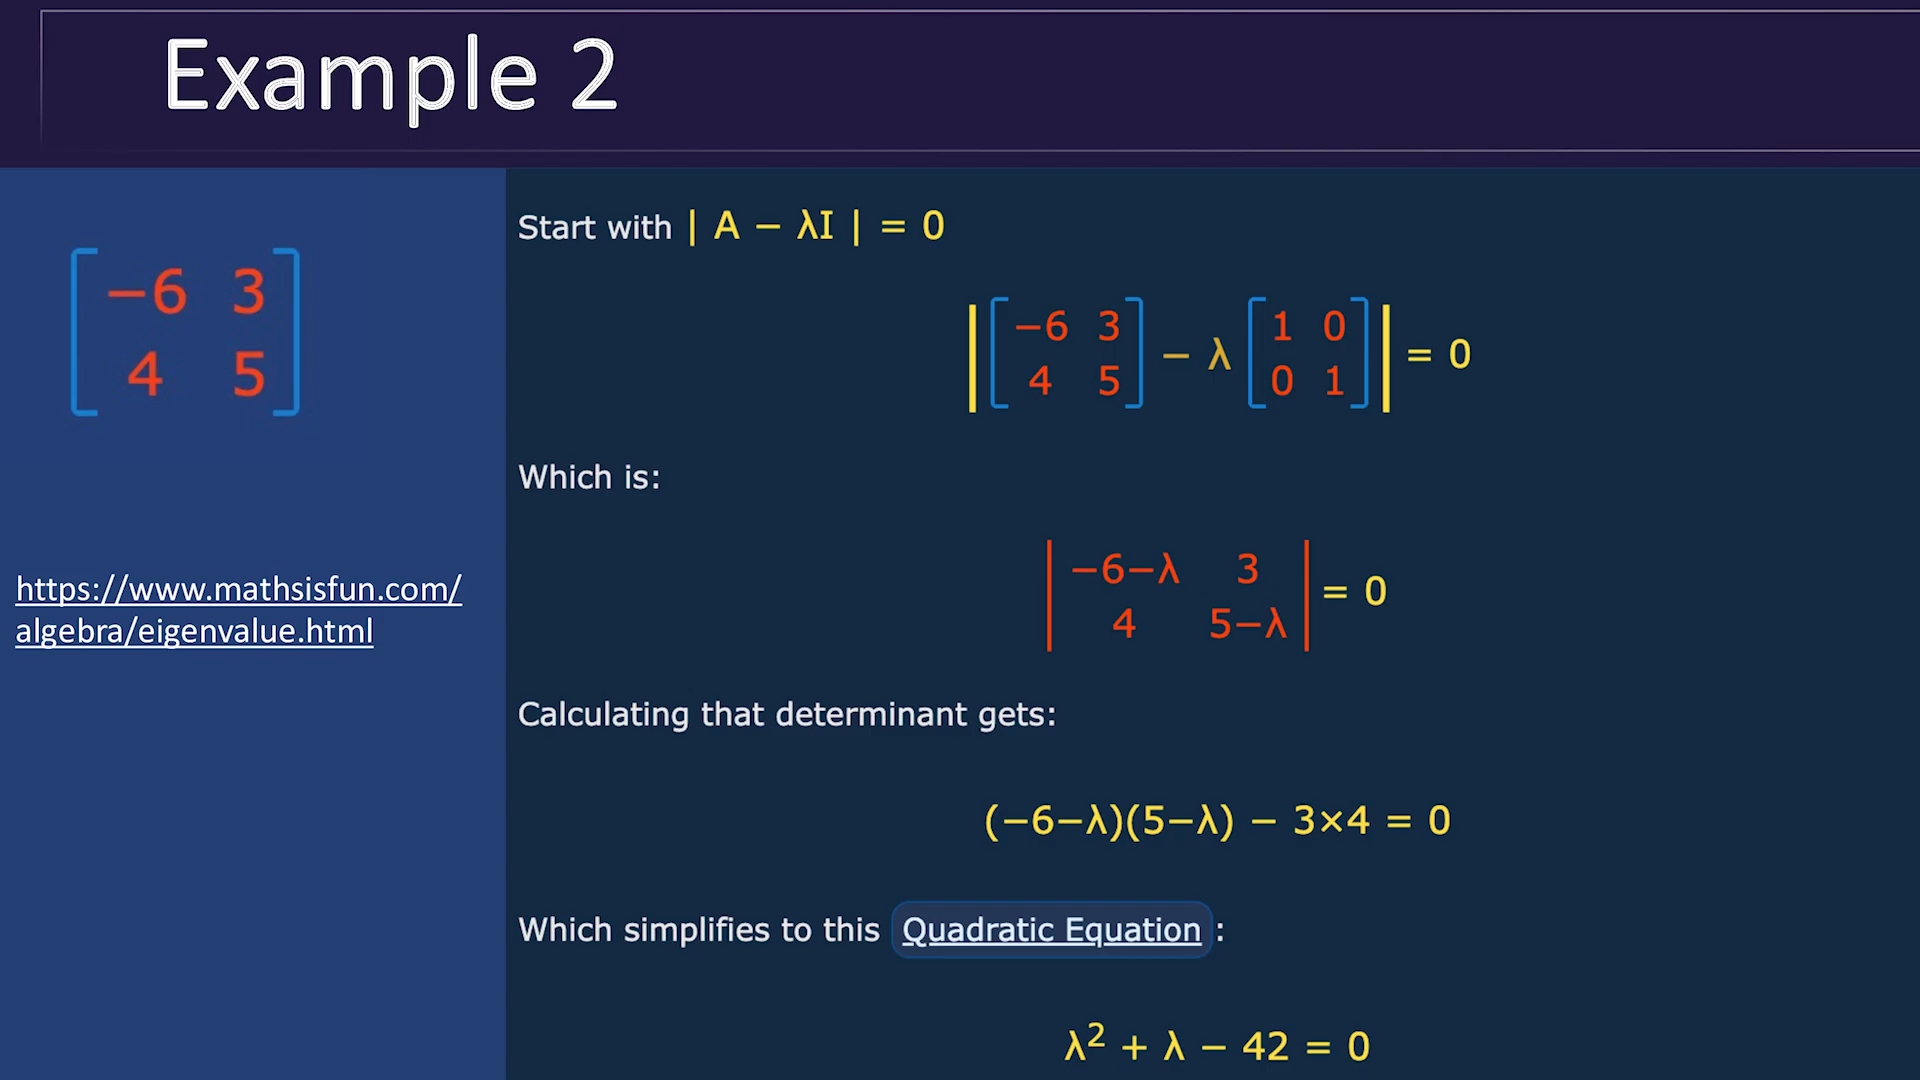 Example 2
−6 3
4 5
https://www.mathsisfun.com/
algebra/eigenvalue.html
Start with | A − λI | = 0
|[−6 3
4 5] − λ [1 0
0 1]| = 0
Which is:
|−6−λ 3
4 5−λ| = 0
Calculating that determinant gets:
(−6−λ)(5−λ) − 3×4 = 0
Which simplifies to this Quadratic Equation :
λ² + λ − 42 = 0